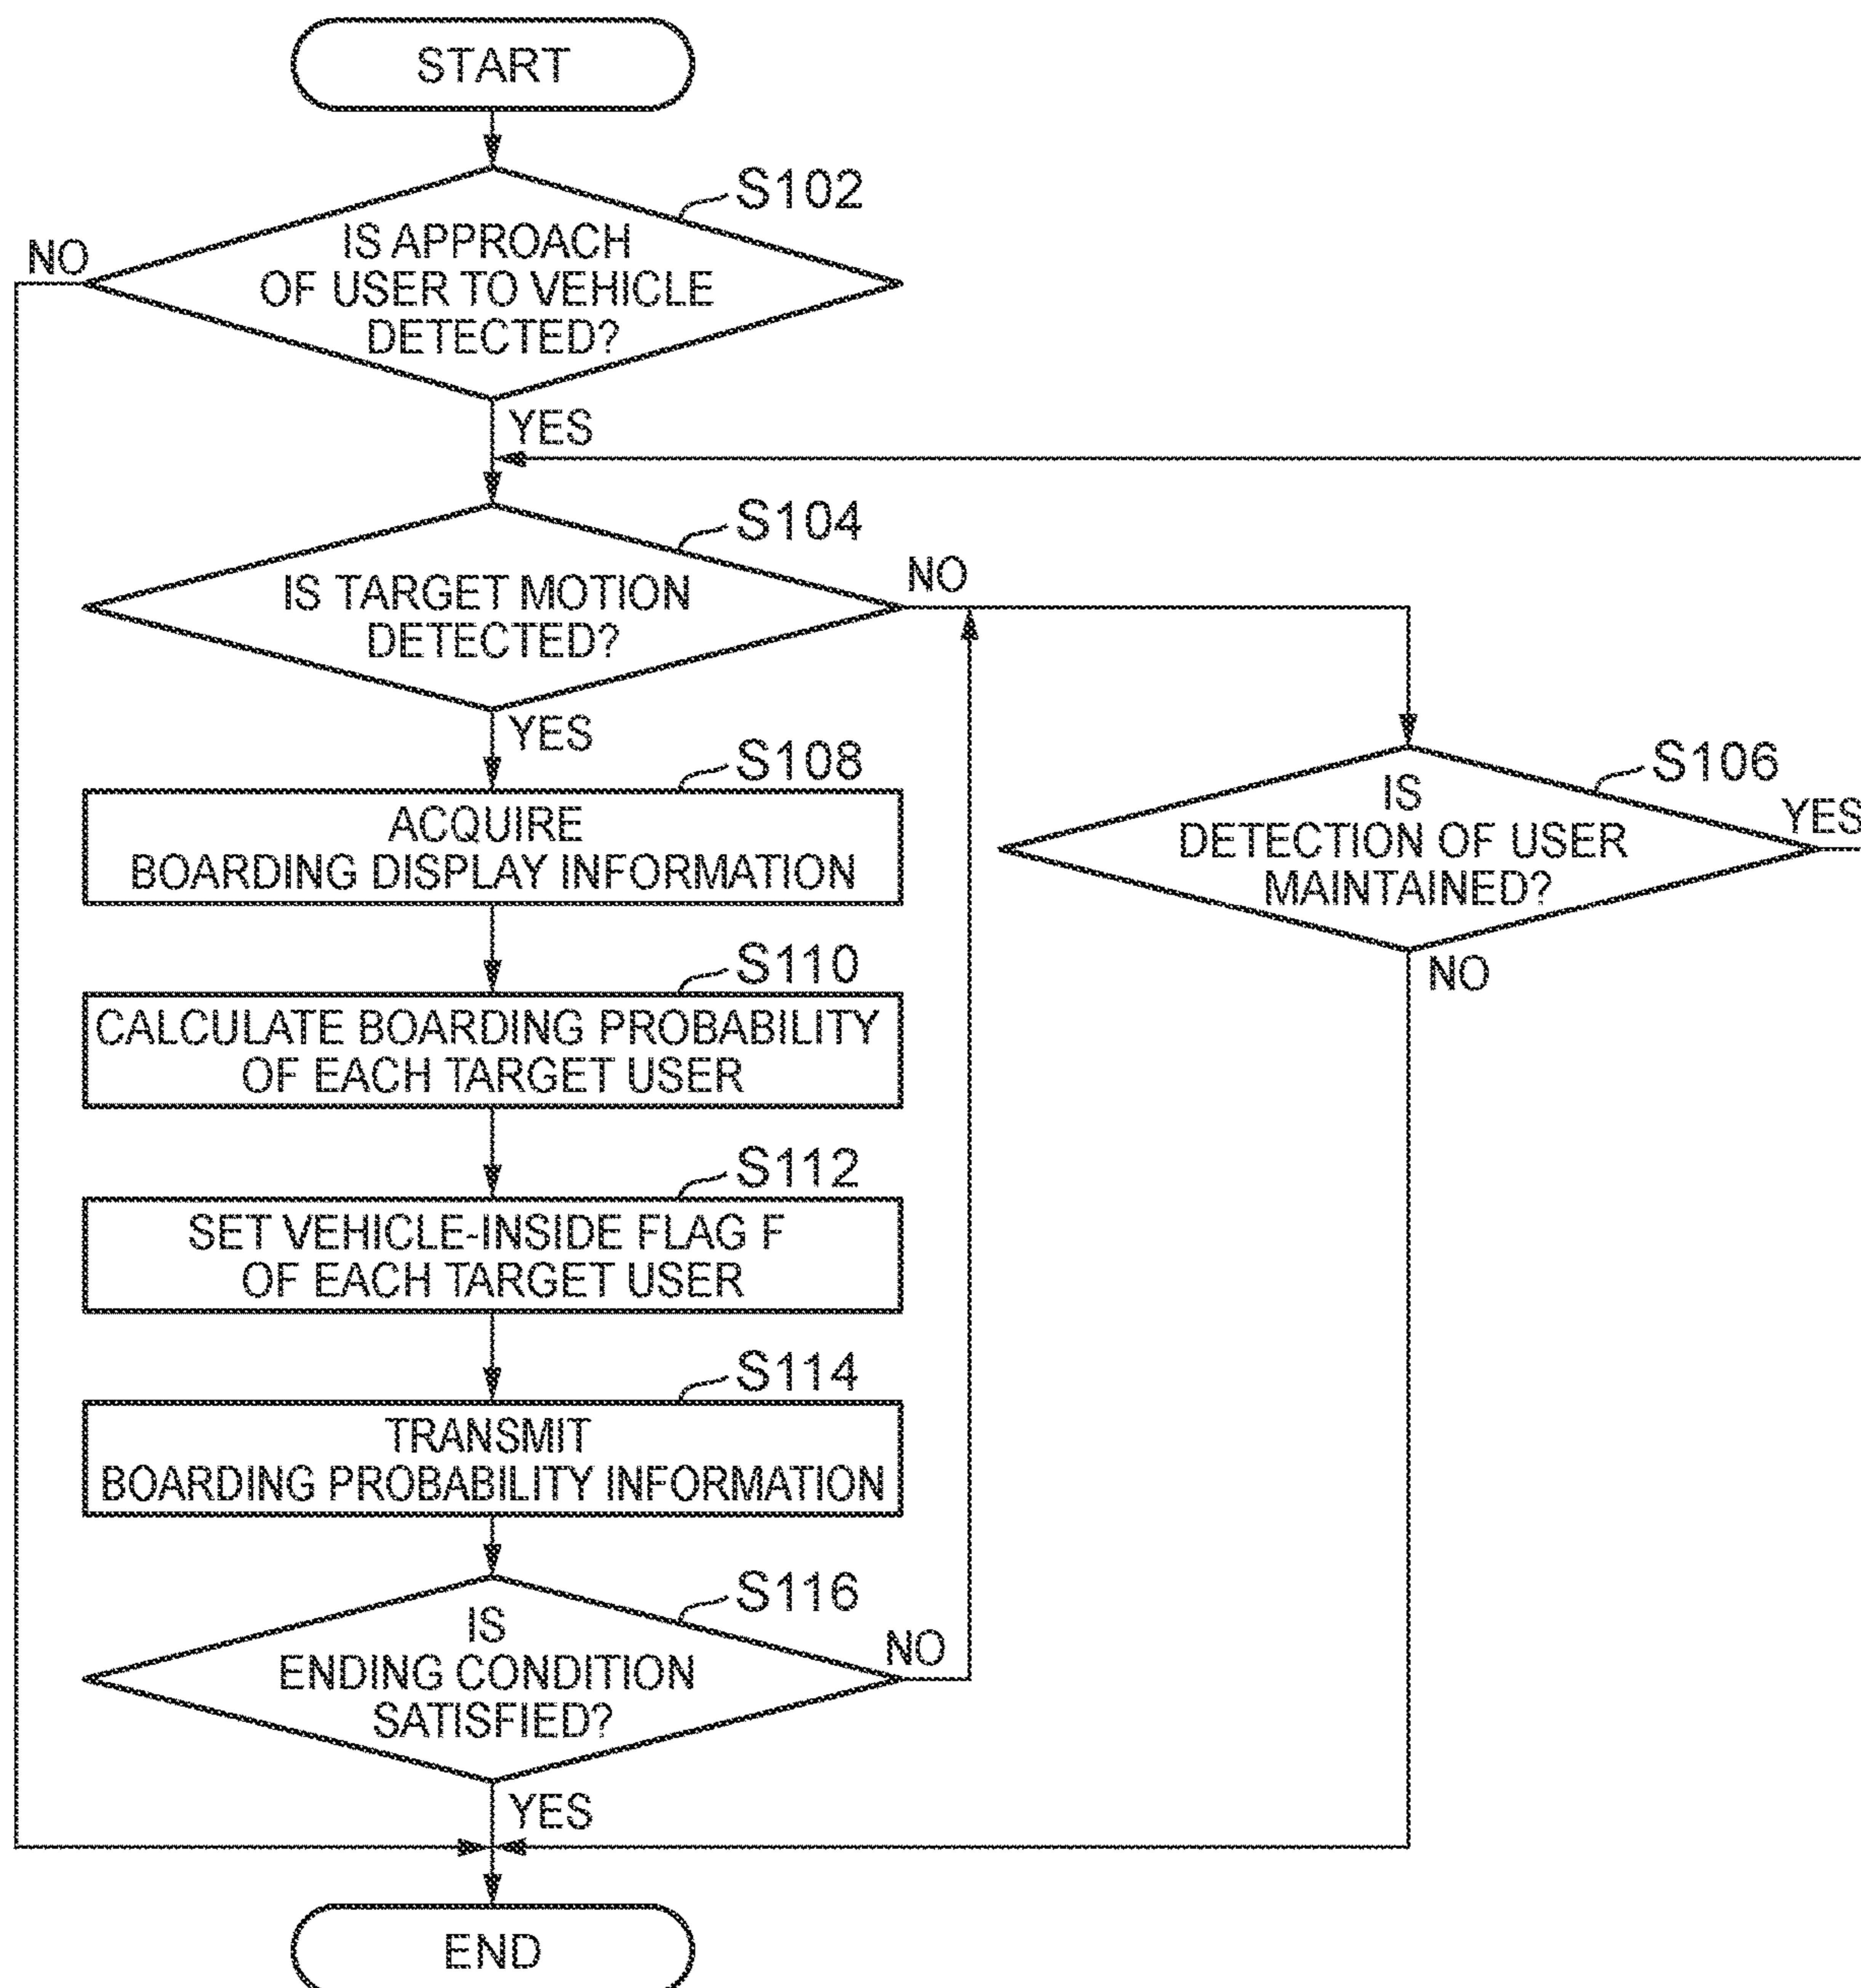 START
S102
IS APPROACH
OF USER TO VEHICLE
DETECTED?
NO
YES
S104
IS TARGET MOTION
DETECTED?
NO
YES
S106
IS
DETECTION OF USER
MAINTAINED?
YES
NO
S108
ACQUIRE
BOARDING DISPLAY INFORMATION
S110
CALCULATE BOARDING PROBABILITY
OF EACH TARGET USER
S112
SET VEHICLE-INSIDE FLAG F
OF EACH TARGET USER
S114
TRANSMIT
BOARDING PROBABILITY INFORMATION
S116
IS
ENDING CONDITION
SATISFIED?
NO
YES
END